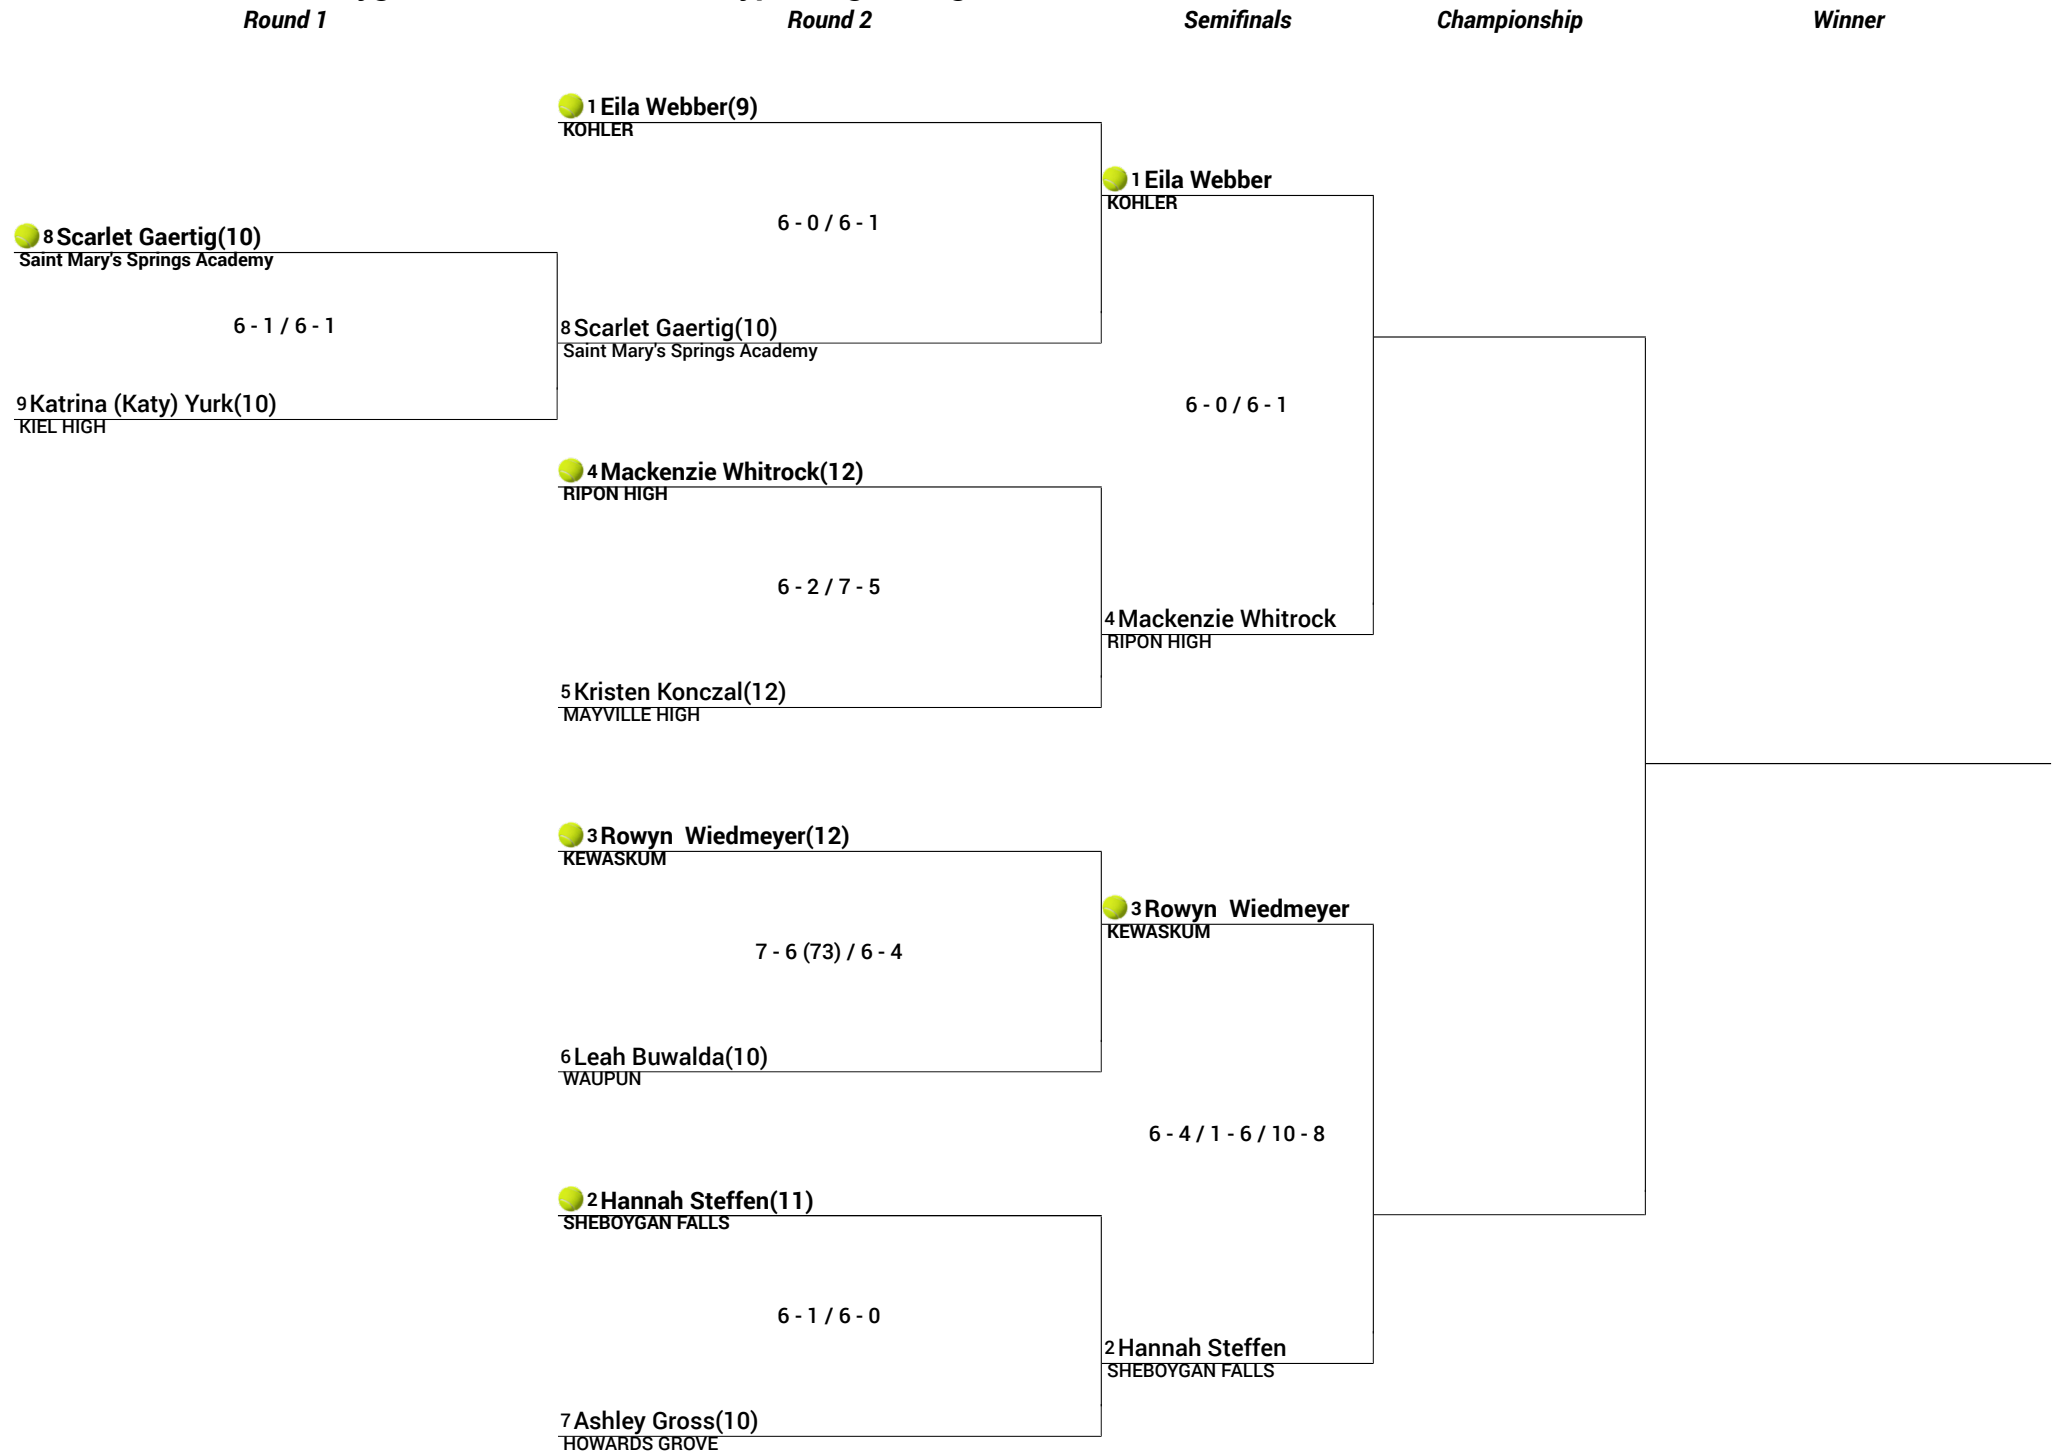 Round 1
Round 2
Semifinals
Championship
Winner
1 Eila Webber(9)
KOHLER
1 Eila Webber
KOHLER
6 - 0 / 6 - 1
8 Scarlet Gaertig(10)
Saint Mary's Springs Academy
6 - 1 / 6 - 1
8 Scarlet Gaertig(10)
Saint Mary's Springs Academy
9 Katrina (Katy) Yurk(10)
KIEL HIGH
6 - 0 / 6 - 1
4 Mackenzie Whitrock(12)
RIPON HIGH
6 - 2 / 7 - 5
4 Mackenzie Whitrock
RIPON HIGH
5 Kristen Konczal(12)
MAYVILLE HIGH
3 Rowyn  Wiedmeyer(12)
KEWASKUM
3 Rowyn  Wiedmeyer
KEWASKUM
7 - 6 (73) / 6 - 4
6 Leah Buwalda(10)
WAUPUN
6 - 4 / 1 - 6 / 10 - 8
2 Hannah Steffen(11)
SHEBOYGAN FALLS
6 - 1 / 6 - 0
2 Hannah Steffen
SHEBOYGAN FALLS
7 Ashley Gross(10)
HOWARDS GROVE